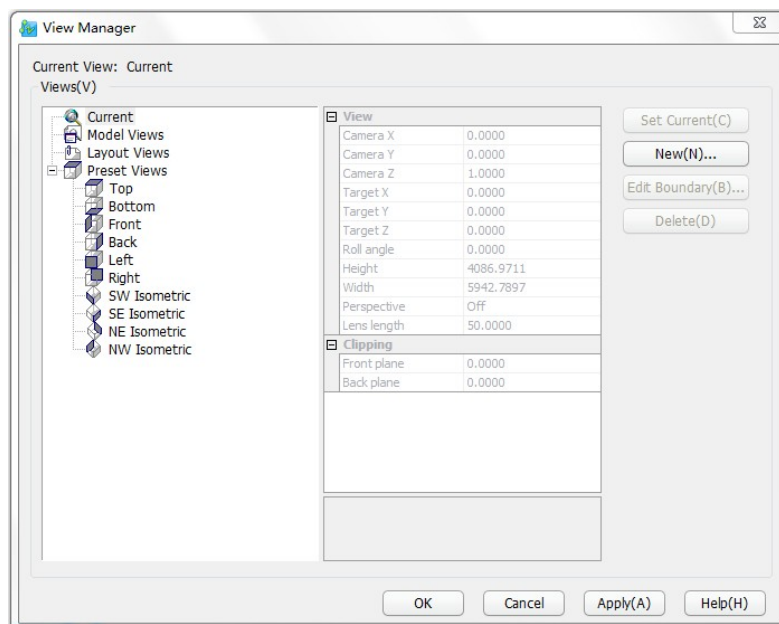 View Manager
Current View: Current
Views(V)
Current
Model Views
Layout Views
Preset Views
Top
Bottom
Front
Back
Left
Right
SW Isometric
SE Isometric
NE Isometric
NW Isometric
View
Camera X 0.0000
Camera Y 0.0000
Camera Z 1.0000
Target X 0.0000
Target Y 0.0000
Target Z 0.0000
Roll angle 0.0000
Height 4086.9711
Width 5942.7897
Perspective Off
Lens length 50.0000
Clipping
Front plane 0.0000
Back plane 0.0000
Set Current(C)
New(N)...
Edit Boundary(B)...
Delete(D)
OK Cancel Apply(A) Help(H)